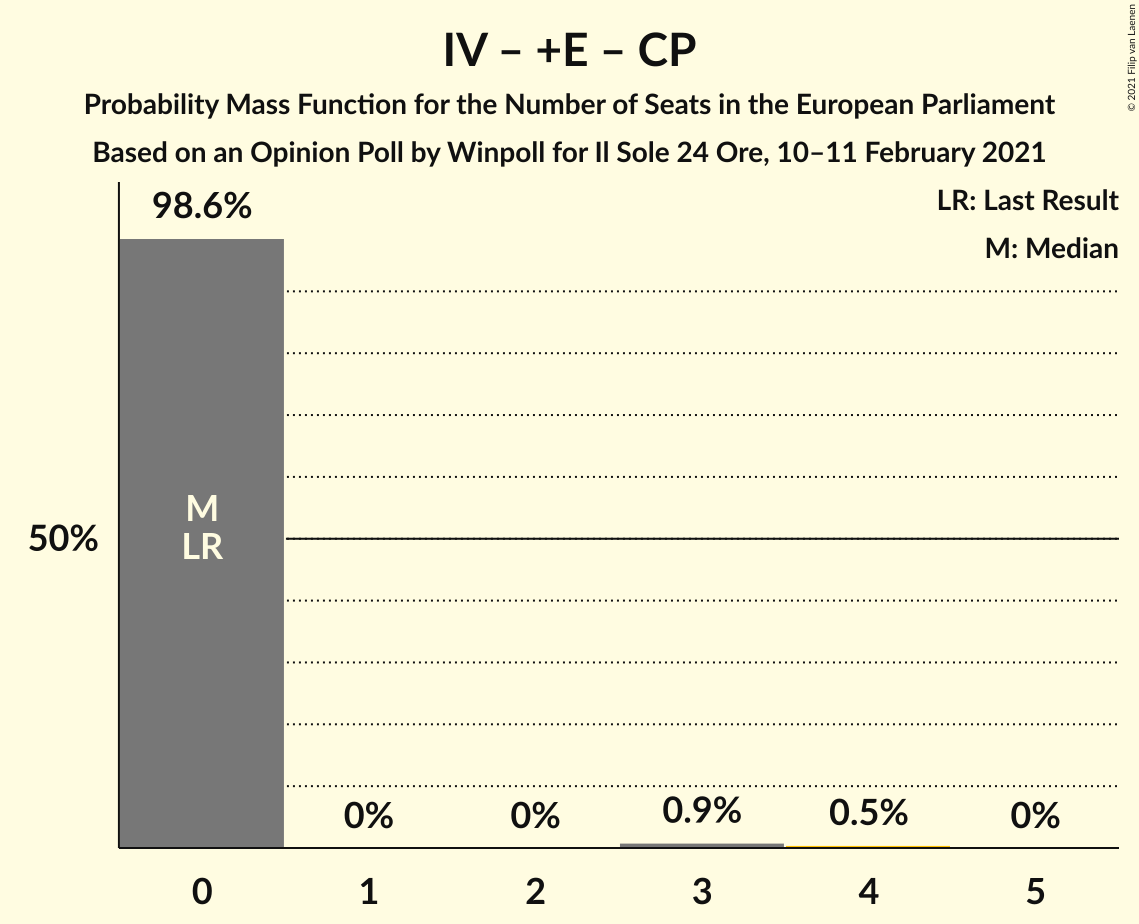 IV – +E – CP
Probability Mass Function for the Number of Seats in the European Parliament
Based on an Opinion Poll by Winpoll for Il Sole 24 Ore, 10–11 February 2021
© 2021 Filip van Laenen
LR: Last Result
M: Median
98.6%
M
LR
50%
0%
0%
0.9%
0.5%
0%
0
1
2
3
4
5